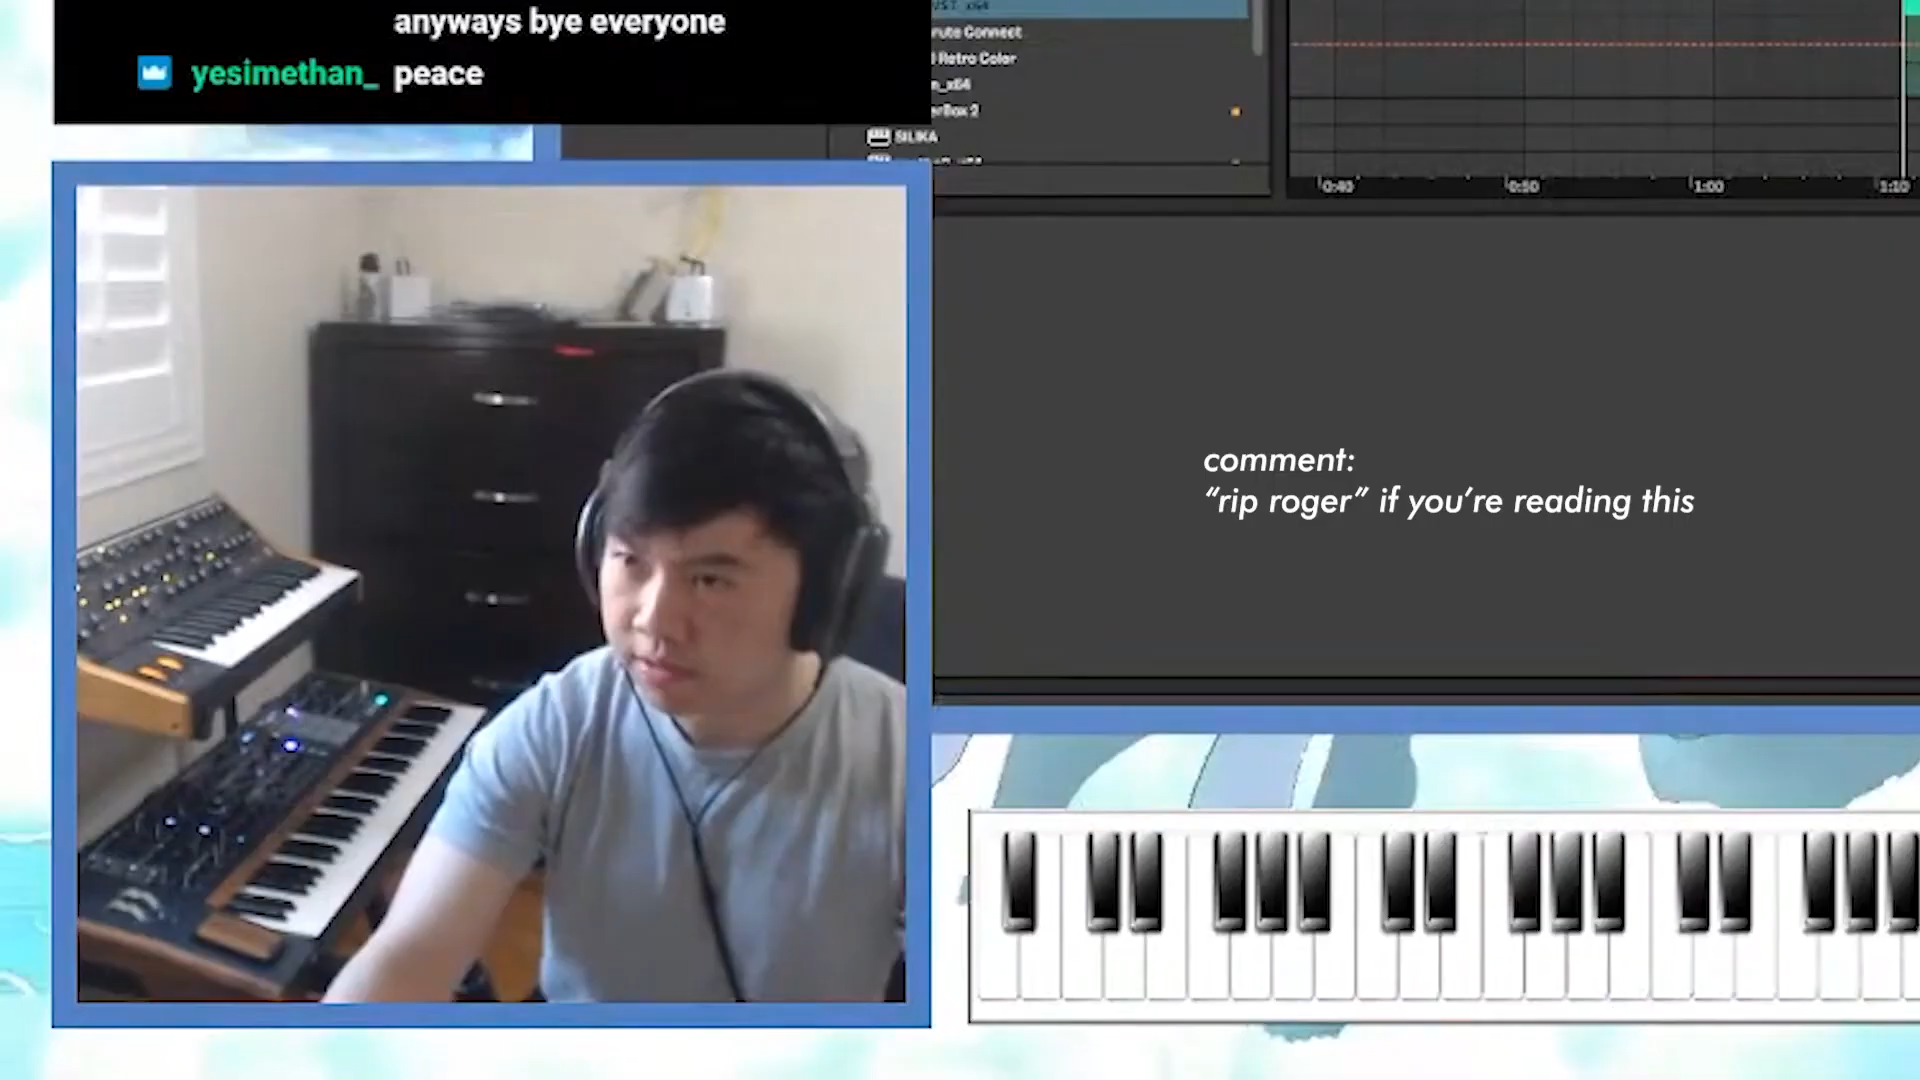 anyways bye everyone
yesimethan_ peace
Retro Color
SILIKA
0:40 0:50 1:00 1:10
comment:
“rip roger” if you’re reading this